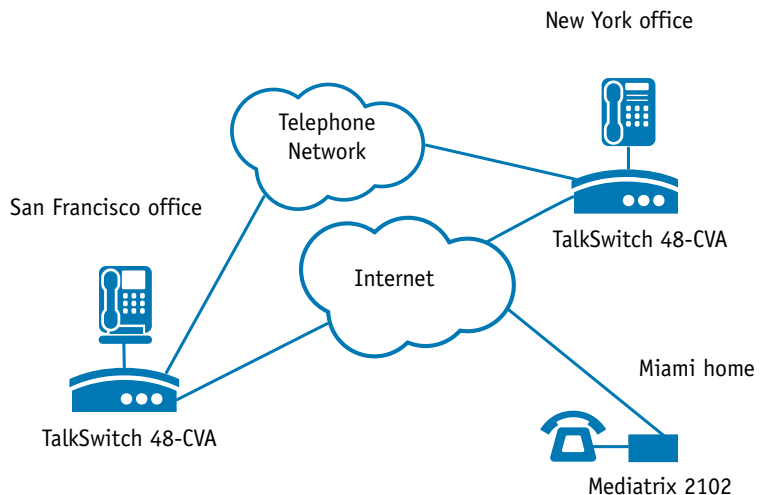 New York office
Telephone
Network
San Francisco office
TalkSwitch 48-CVA
Internet
Miami home
TalkSwitch 48-CVA
Mediatrix 2102